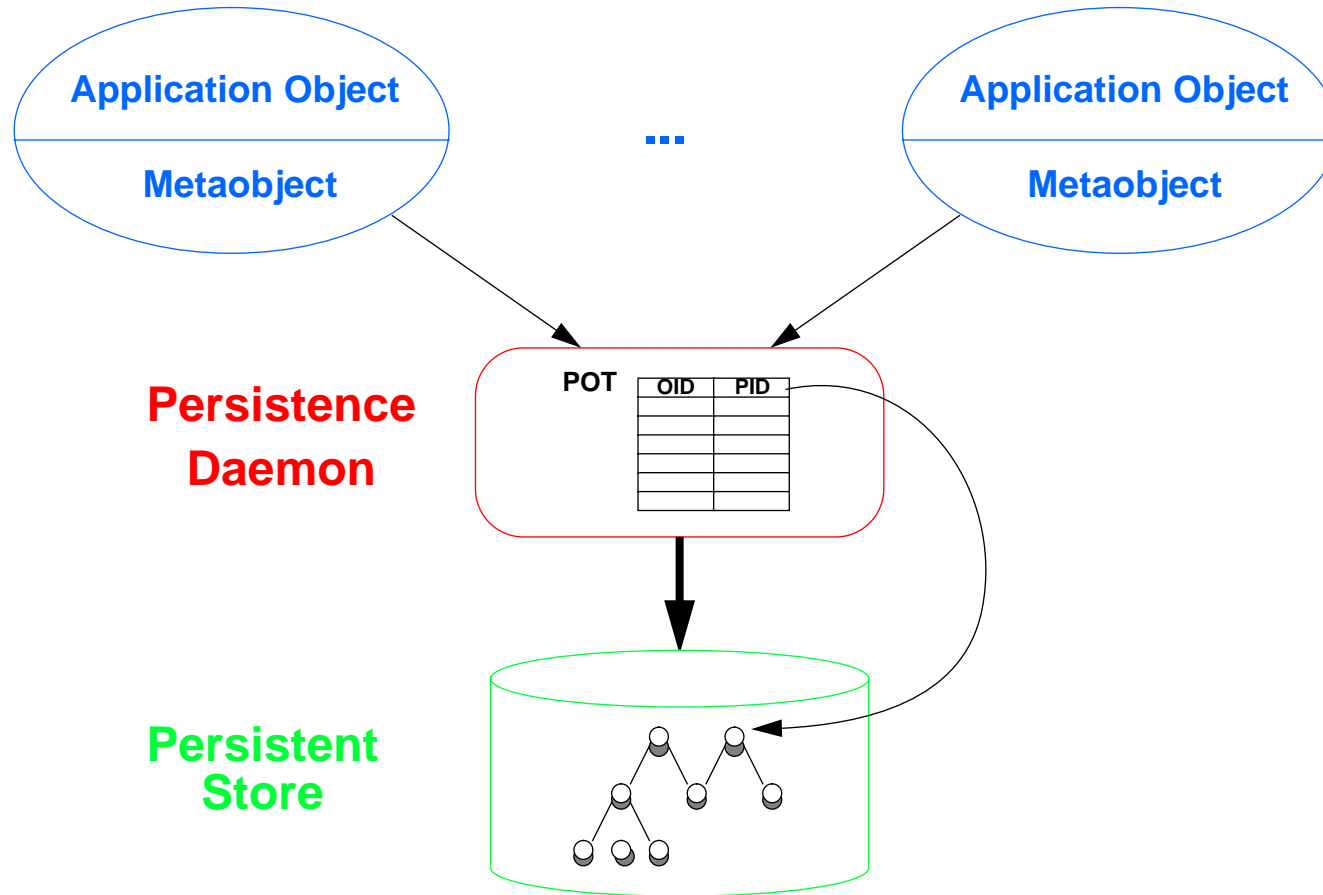 Application Object
Metaobject
...
Application Object
Metaobject
Persistence
Daemon
POT
OID
PID
Persistent
Store